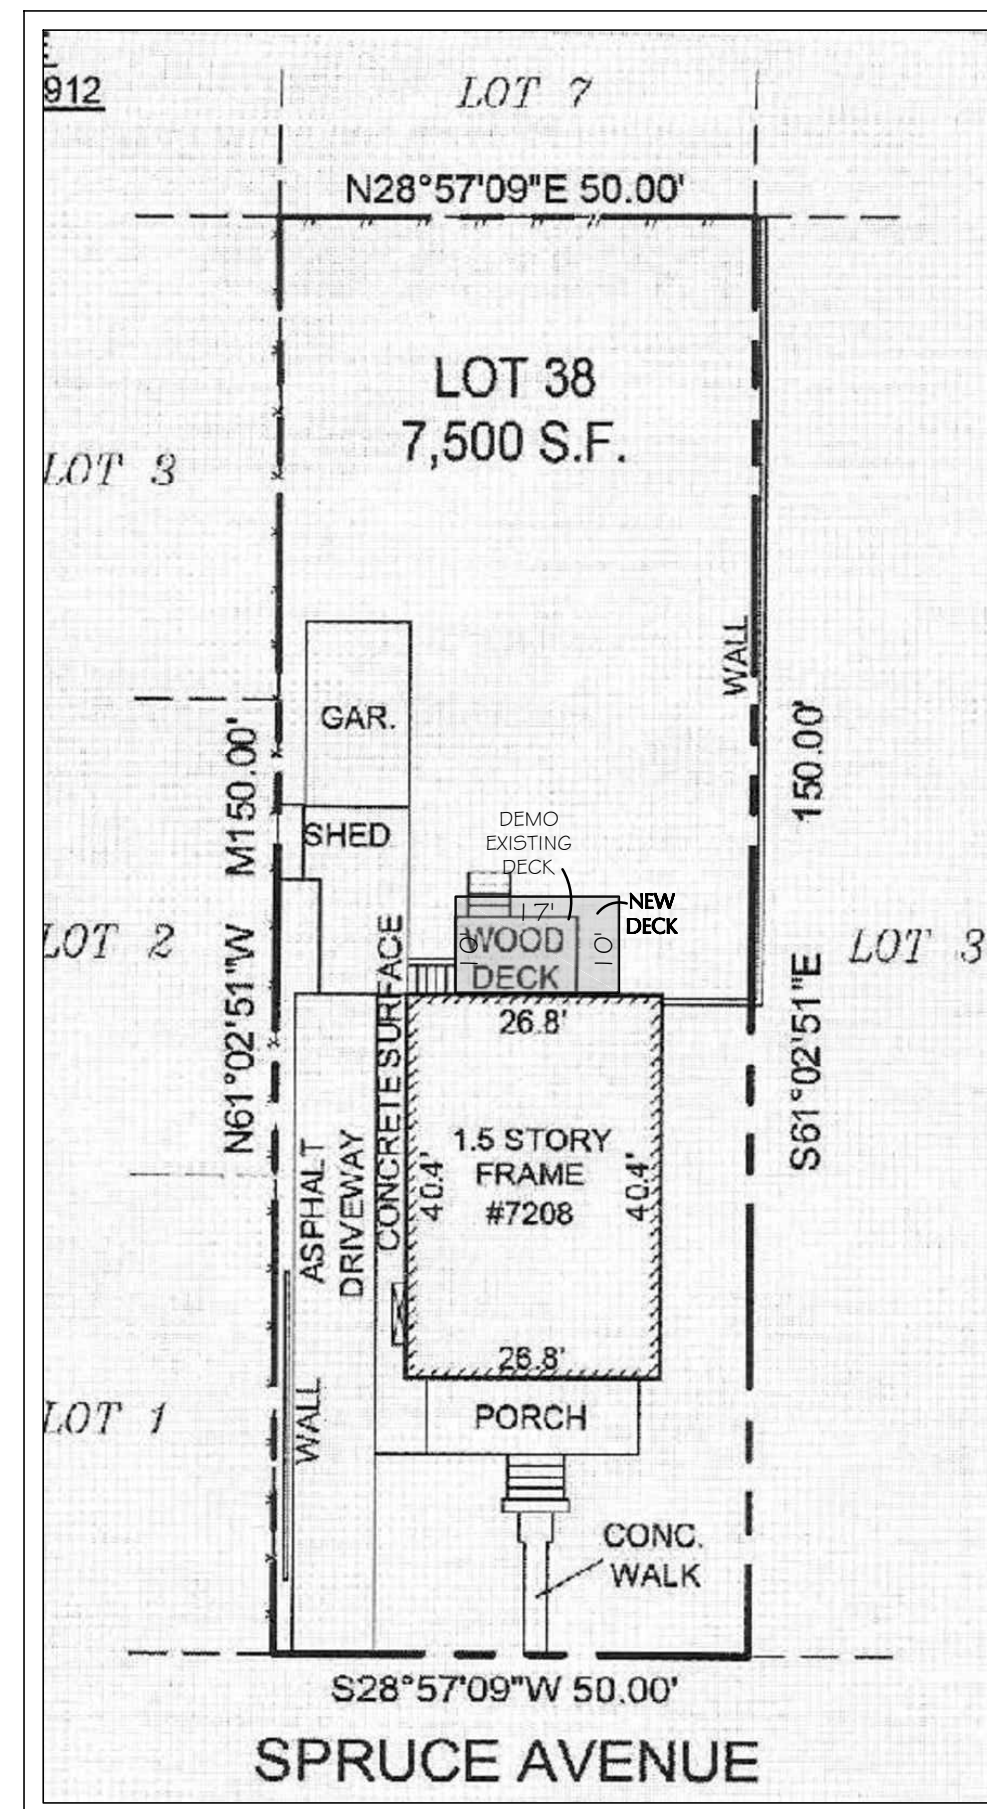 912
LOT 7
N28°57'09"E 50.00'
LOT 38
7,500 S.F.
LOT 3
WALL
GAR.
N61°02'51"W M150.00'
S61°02'51"E 150.00'
SHED
DEMO
EXISTING
DECK
NEW
DECK
17'
10'
10'
WOOD
DECK
LOT 2
LOT 3
CONCRETE SURFACE
26.8'
1.5 STORY
FRAME
#7208
40.4'
40.4'
ASPHALT
DRIVEWAY
26.8'
WALL
PORCH
LOT 1
CONC.
WALK
S28°57'09"W 50.00'
SPRUCE AVENUE